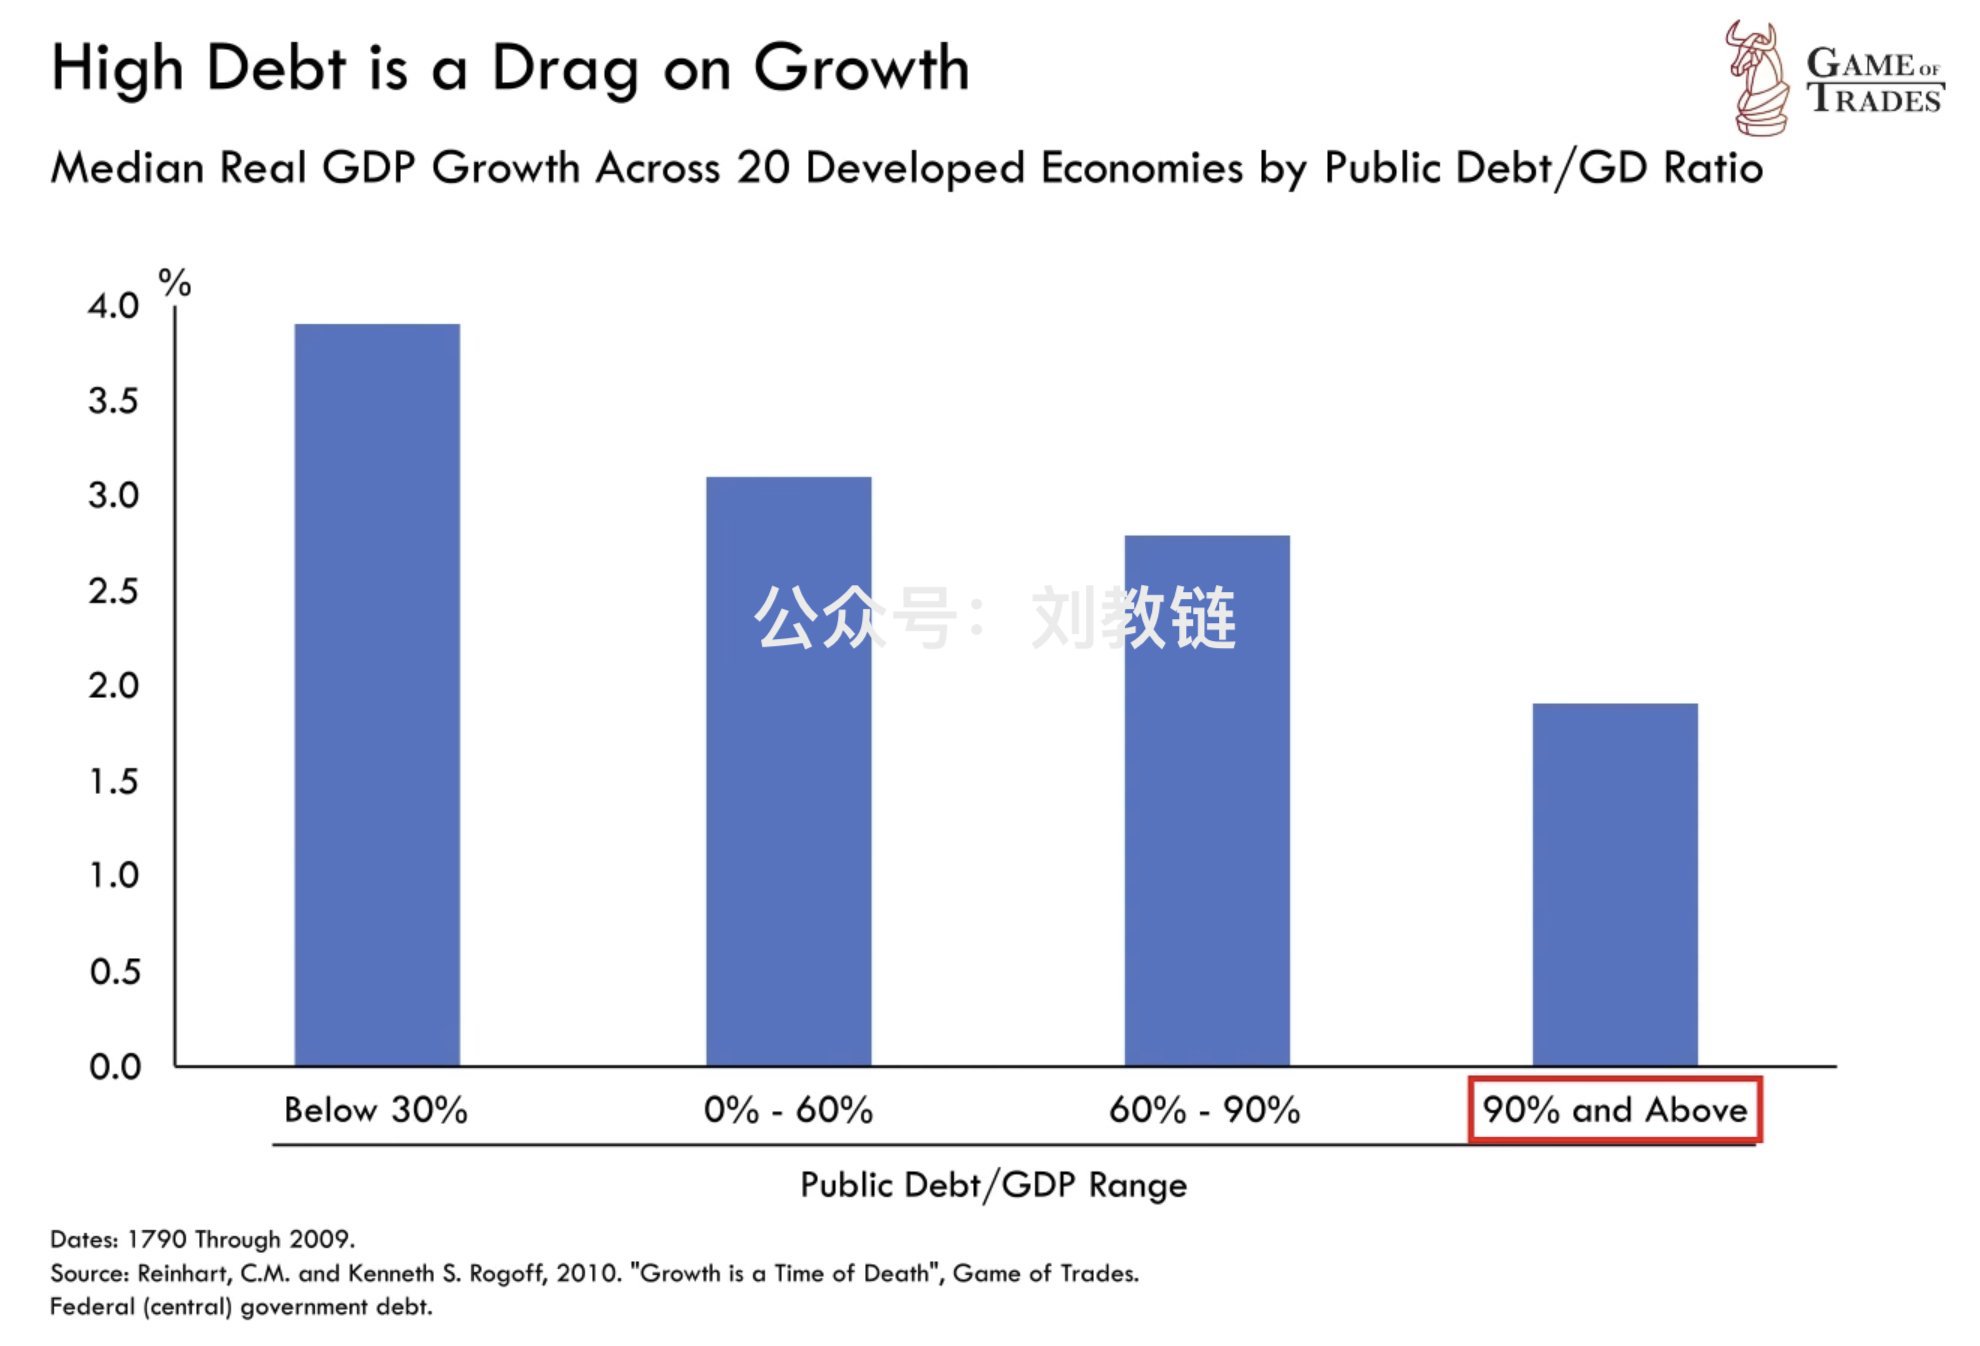 High Debt is a Drag on Growth
GAME OF
TRADES
Median Real GDP Growth Across 20 Developed Economies by Public Debt/GD Ratio
%
4.0
3.5
3.0
2.5
2.0
1.5
1.0
0.5
0.0
公众号：刘教链
Below 30%
0% - 60%
60% - 90%
90% and Above
Public Debt/GDP Range
Dates: 1790 Through 2009.
Source: Reinhart, C.M. and Kenneth S. Rogoff, 2010. "Growth is a Time of Death", Game of Trades.
Federal (central) government debt.